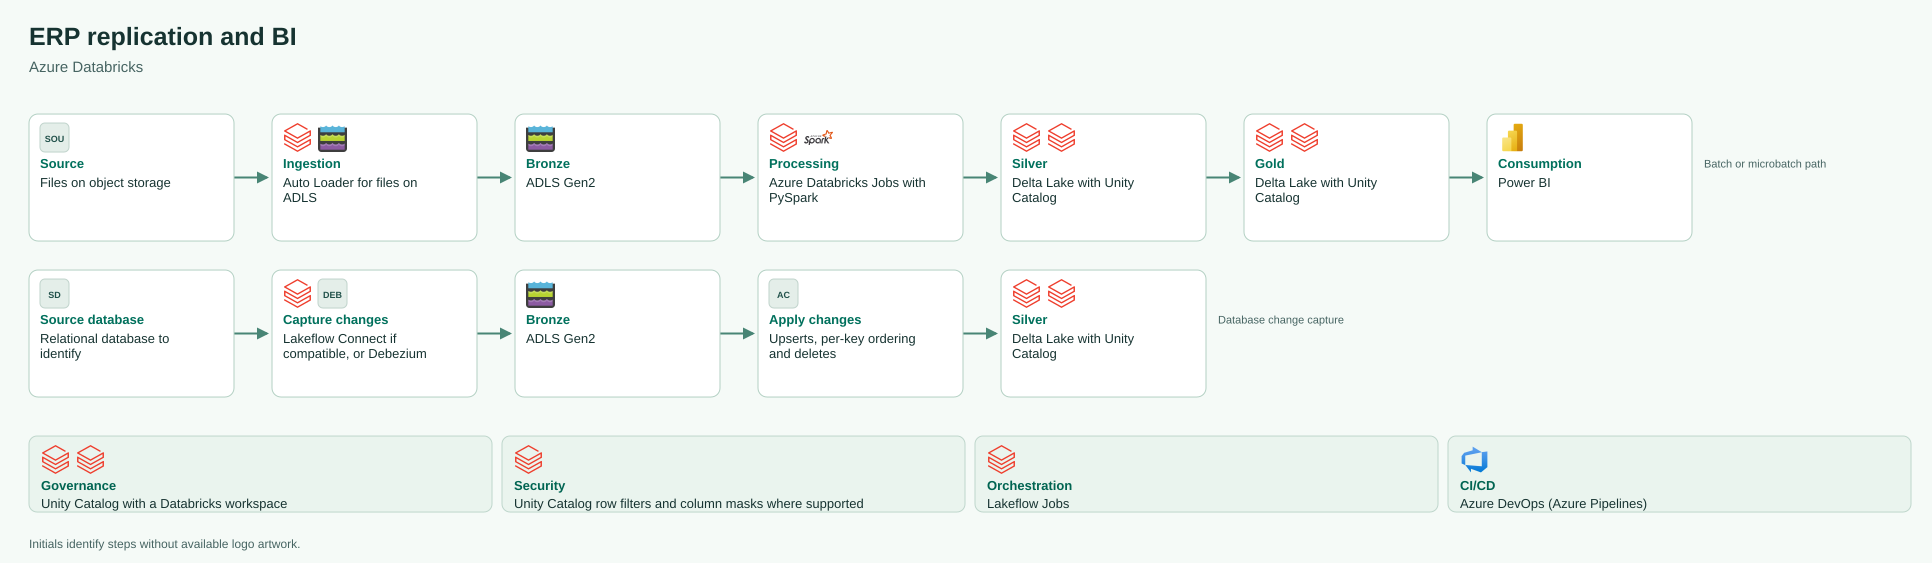 ERP replication and BI
Azure Databricks
SOU
Source
Files on object storage
Ingestion
Auto Loader for files on
ADLS
Bronze
ADLS Gen2
Spark
Processing
Azure Databricks Jobs with
PySpark
Silver
Delta Lake with Unity
Catalog
Gold
Delta Lake with Unity
Catalog
Consumption
Power BI
Batch or microbatch path
SD
Source database
Relational database to
identify
DEB
Capture changes
Lakeflow Connect if
compatible, or Debezium
Bronze
ADLS Gen2
AC
Apply changes
Upserts, per-key ordering
and deletes
Silver
Delta Lake with Unity
Catalog
Database change capture
Governance
Unity Catalog with a Databricks workspace
Security
Unity Catalog row filters and column masks where supported
Orchestration
Lakeflow Jobs
CI/CD
Azure DevOps (Azure Pipelines)
Initials identify steps without available logo artwork.